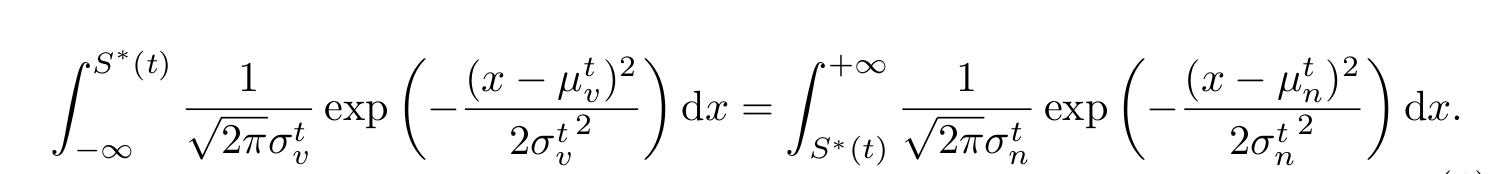 \int_{-\infty}^{S^*(t)} \frac{1}{\sqrt{2\pi}\sigma_v^t} \exp\left(-\frac{(x-\mu_v^t)^2}{2{\sigma_v^t}^2}\right) \mathrm{d}x = \int_{S^*(t)}^{+\infty} \frac{1}{\sqrt{2\pi}\sigma_n^t} \exp\left(-\frac{(x-\mu_n^t)^2}{2{\sigma_n^t}^2}\right) \mathrm{d}x.